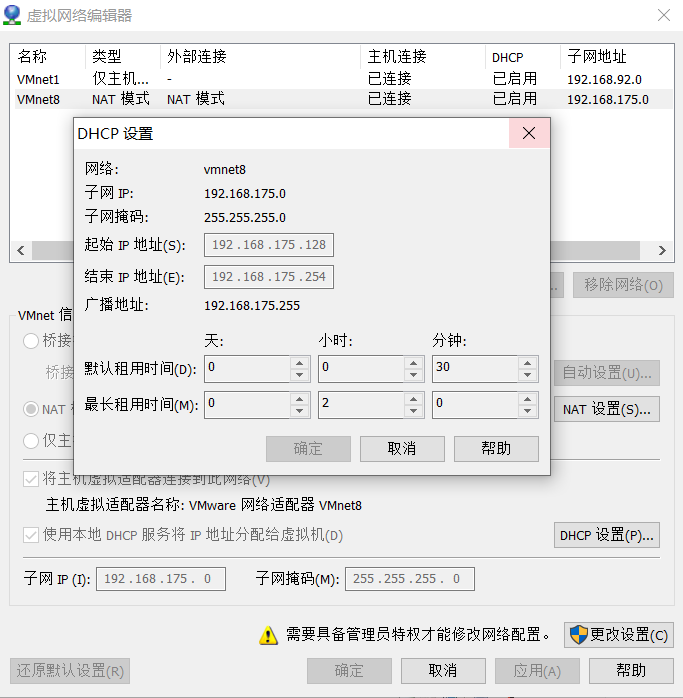 虚拟网络编辑器
名称 类型 外部连接 主机连接 DHCP 子网地址
VMnet1 仅主机... - 已连接 已启用 192.168.92.0
VMnet8 NAT 模式 NAT 模式 已连接 已启用 192.168.175.0
DHCP 设置
网络: vmnet8
子网 IP: 192.168.175.0
子网掩码: 255.255.255.0
起始 IP 地址(S): 192 . 168 . 175 . 128
结束 IP 地址(E): 192 . 168 . 175 . 254
广播地址: 192.168.175.255
天: 小时: 分钟:
默认租用时间(D): 0 0 30
最长租用时间(M): 0 2 0
确定 取消 帮助
.. 移除网络(O)
VMnet 信
桥接
桥接 自动设置(U)...
NAT NAT 设置(S)...
仅主
将主机虚拟适配器连接到此网络(V)
主机虚拟适配器名称: VMware 网络适配器 VMnet8
使用本地 DHCP 服务将 IP 地址分配给虚拟机(D) DHCP 设置(P)...
子网 IP (I): 192 . 168 . 175 . 0 子网掩码(M): 255 . 255 . 255 . 0
需要具备管理员特权才能修改网络配置。 更改设置(C)
还原默认设置(R) 确定 取消 应用(A) 帮助